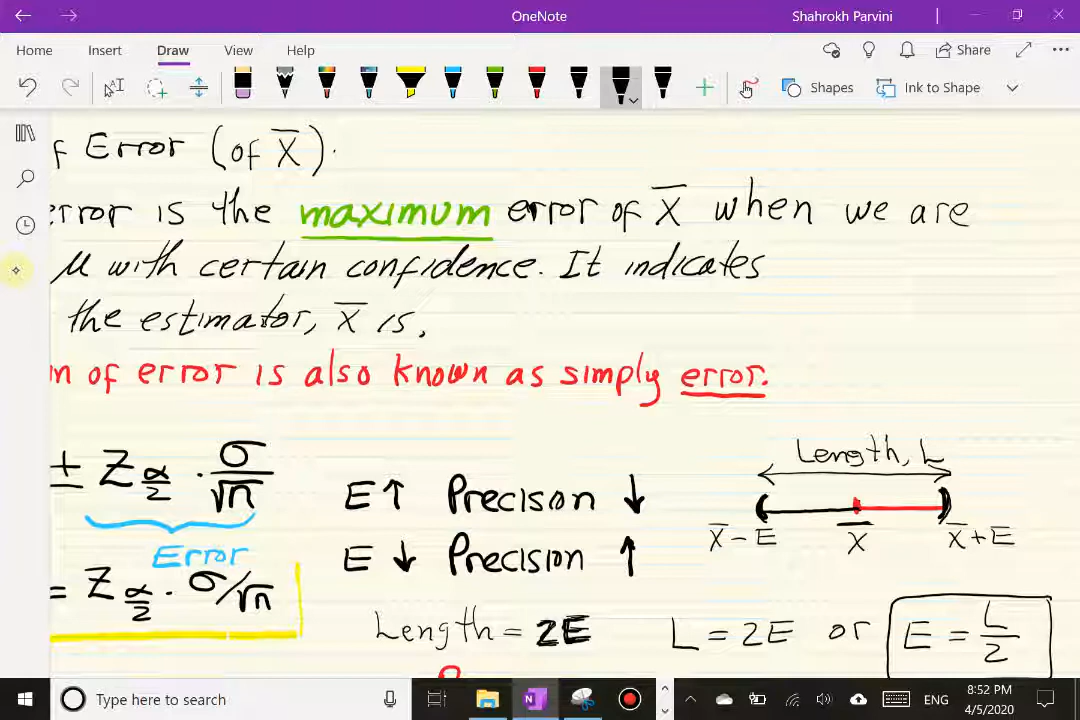 OneNote
Shahrokh Parvini
Home Insert Draw View Help
Share
Shapes
Ink to Shape
f Error (of X̅).
error is the maximum error of X̅ when we are
μ with certain confidence. It indicates
the estimator, x̅ is.
n of error is also known as simply error.
± Z α/2 · σ/√n
Error
= Z α/2 · σ/√n
E↑ Precison ↓
E ↓ Precision ↑
Length, L
x̅ - E x̅ x̅ + E
Length = 2E L = 2E or E = L/2
Type here to search
ENG
8:52 PM
4/5/2020